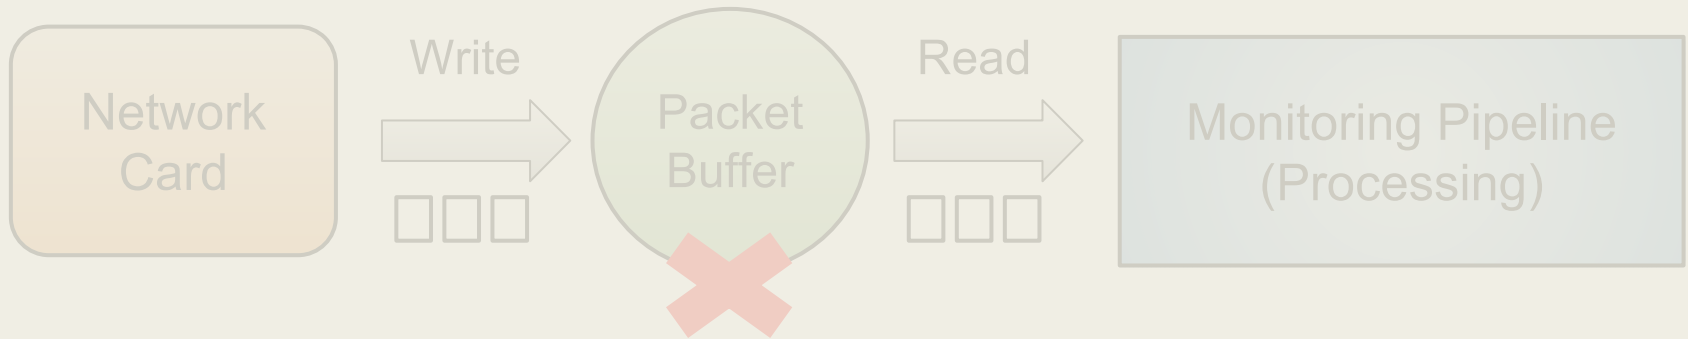 Network
Card
Write
Packet
Buffer
Read
Monitoring Pipeline
(Processing)